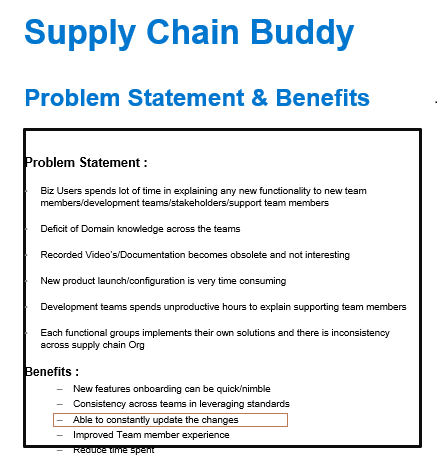 Supply Chain Buddy
Problem Statement & Benefits
Problem Statement :
Biz Users spends lot of time in explaining any new functionality to new team
members/development teams/stakeholders/support team members
Deficit of Domain knowledge across the teams
Recorded Video's/Documentation becomes obsolete and not interesting
New product launch/configuration is very time consuming
Development teams spends unproductive hours to explain supporting team members
Each functional groups implements their own solutions and there is inconsistency
across supply chain Org
Benefits :
– New features onboarding can be quick/nimble
– Consistency across teams in leveraging standards
– Able to constantly update the changes
– Improved Team member experience
– Reduce time spent